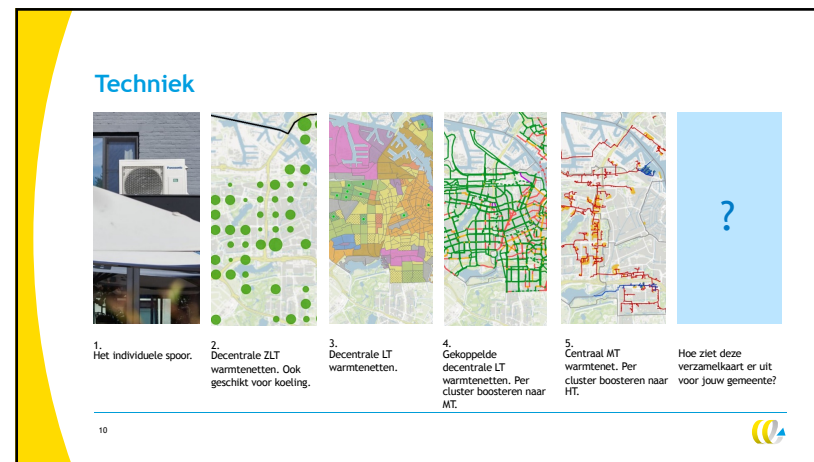 Techniek
?
1.
Het individuele spoor.
2.
Decentrale ZLT
warmtenetten. Ook
geschikt voor koeling.
3.
Decentrale LT
warmtenetten.
4.
Gekoppelde
decentrale LT
warmtenetten. Per
cluster boosteren naar
MT.
5.
Centraal MT
warmtenet. Per
cluster boosteren naar
HT.
Hoe ziet deze
verzamelkaart er uit
voor jouw gemeente?
10